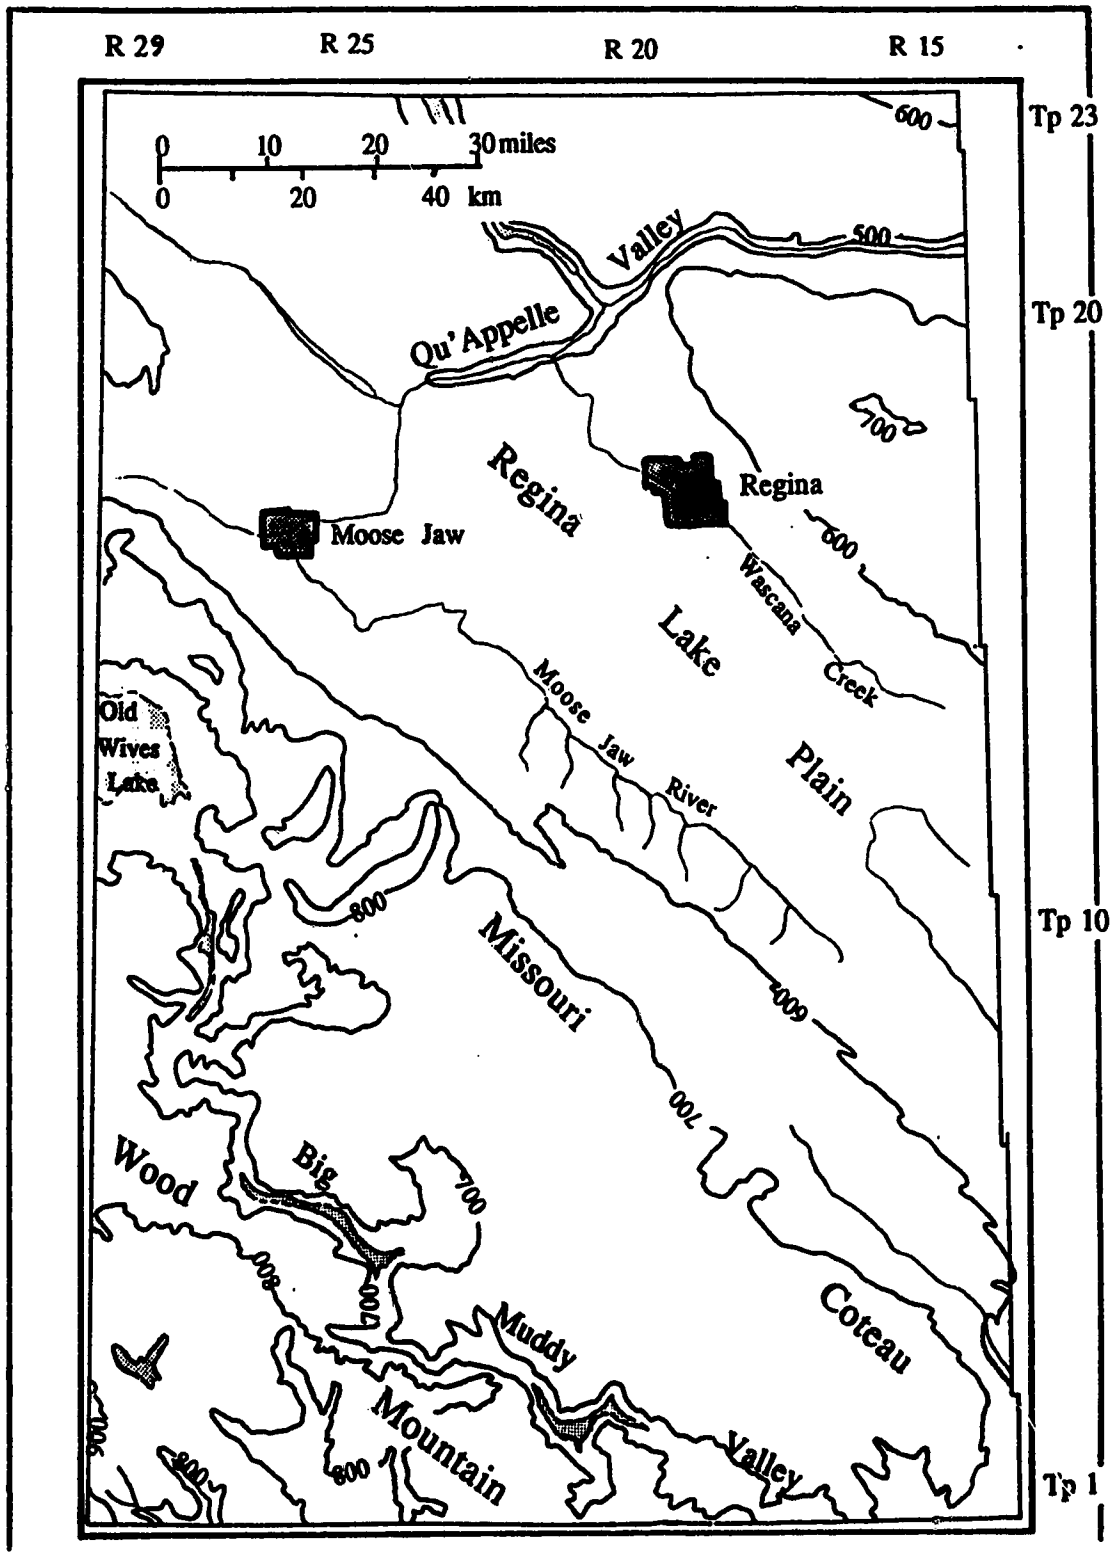 R 29 R 25 R 20 R 15
Tp 23
600
0 10 20 30 miles
0 20 40 km
Valley
500
Tp 20
Qu'Appelle
700
Regina
Regina
Moose Jaw
600
Wascana
Creek
Lake
Moose
Jaw
River
Old
Wives
Lake
Plain
800
Tp 10
Missouri
600
700
Wood
Big
700
800
700
Muddy
Coteau
Mountain
900
800
800
Valley
Tp 1